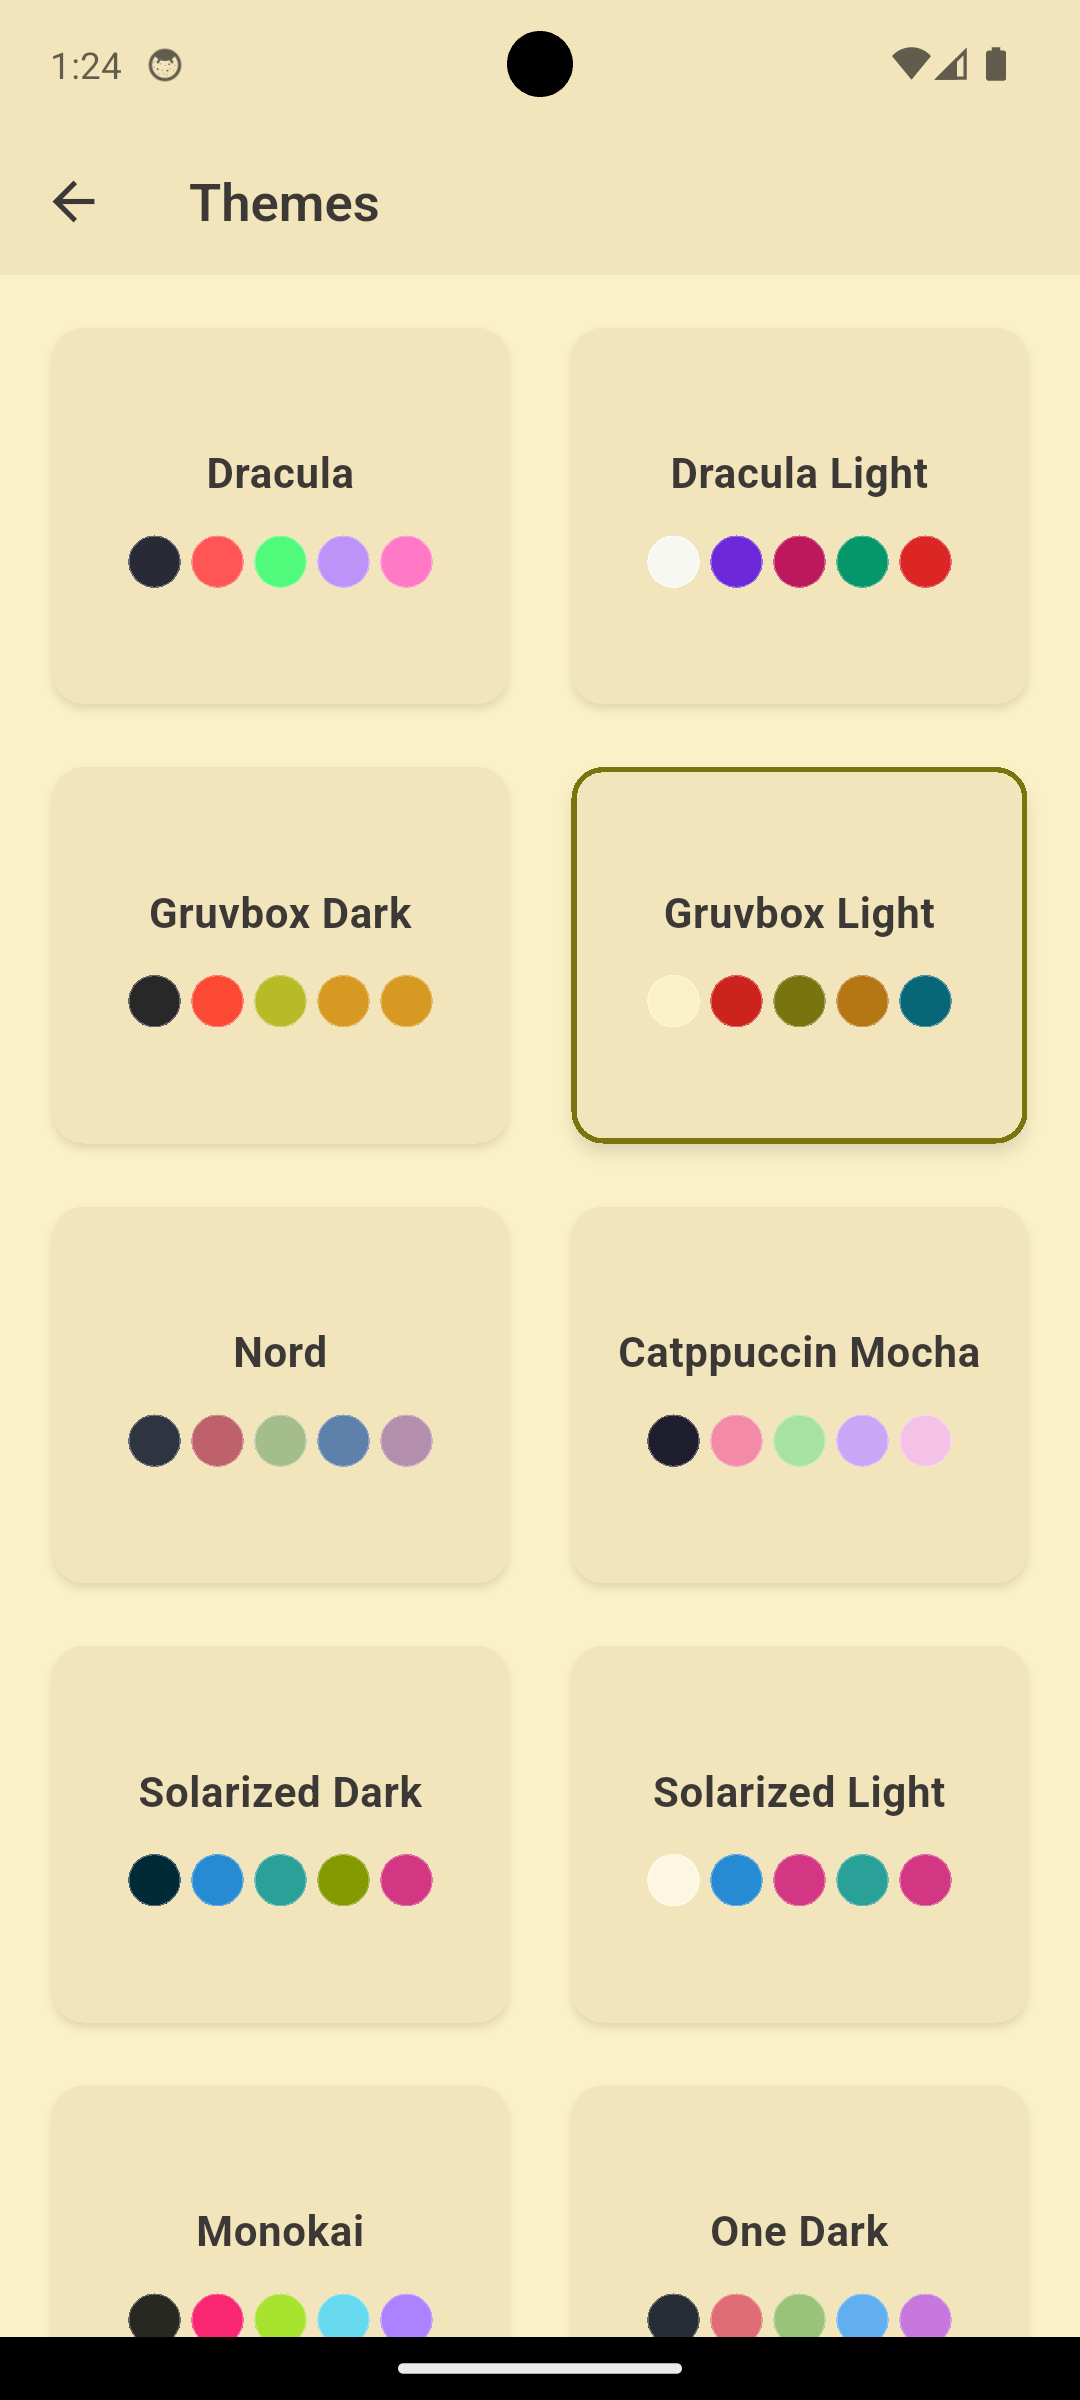 1:24
Themes
Dracula
Dracula Light
Gruvbox Dark
Gruvbox Light
Nord
Catppuccin Mocha
Solarized Dark
Solarized Light
Monokai
One Dark